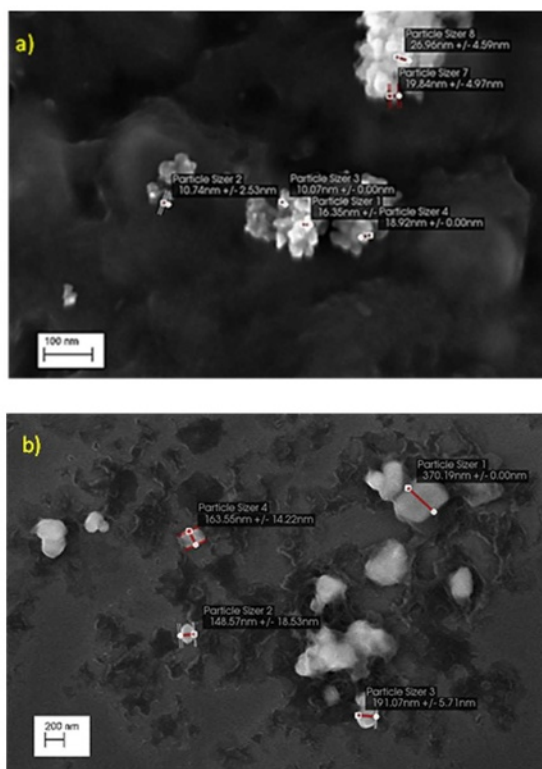 a)
Particle Sizer 8
26.96nm +/- 4.59nm
Particle Sizer 7
19.84nm +/- 4.97nm
Particle Sizer 2
10.74nm +/- 2.53nm
Particle Sizer 3
10.07nm +/- 0.00nm
Particle Sizer 1
16.35nm +/-
Particle Sizer 4
18.92nm +/- 0.00nm
100 nm
b)
Particle Sizer 1
370.19nm +/- 0.00nm
Particle Sizer 4
163.55nm +/- 14.22nm
Particle Sizer 2
148.57nm +/- 18.53nm
Particle Sizer 3
191.07nm +/- 5.71nm
200 nm